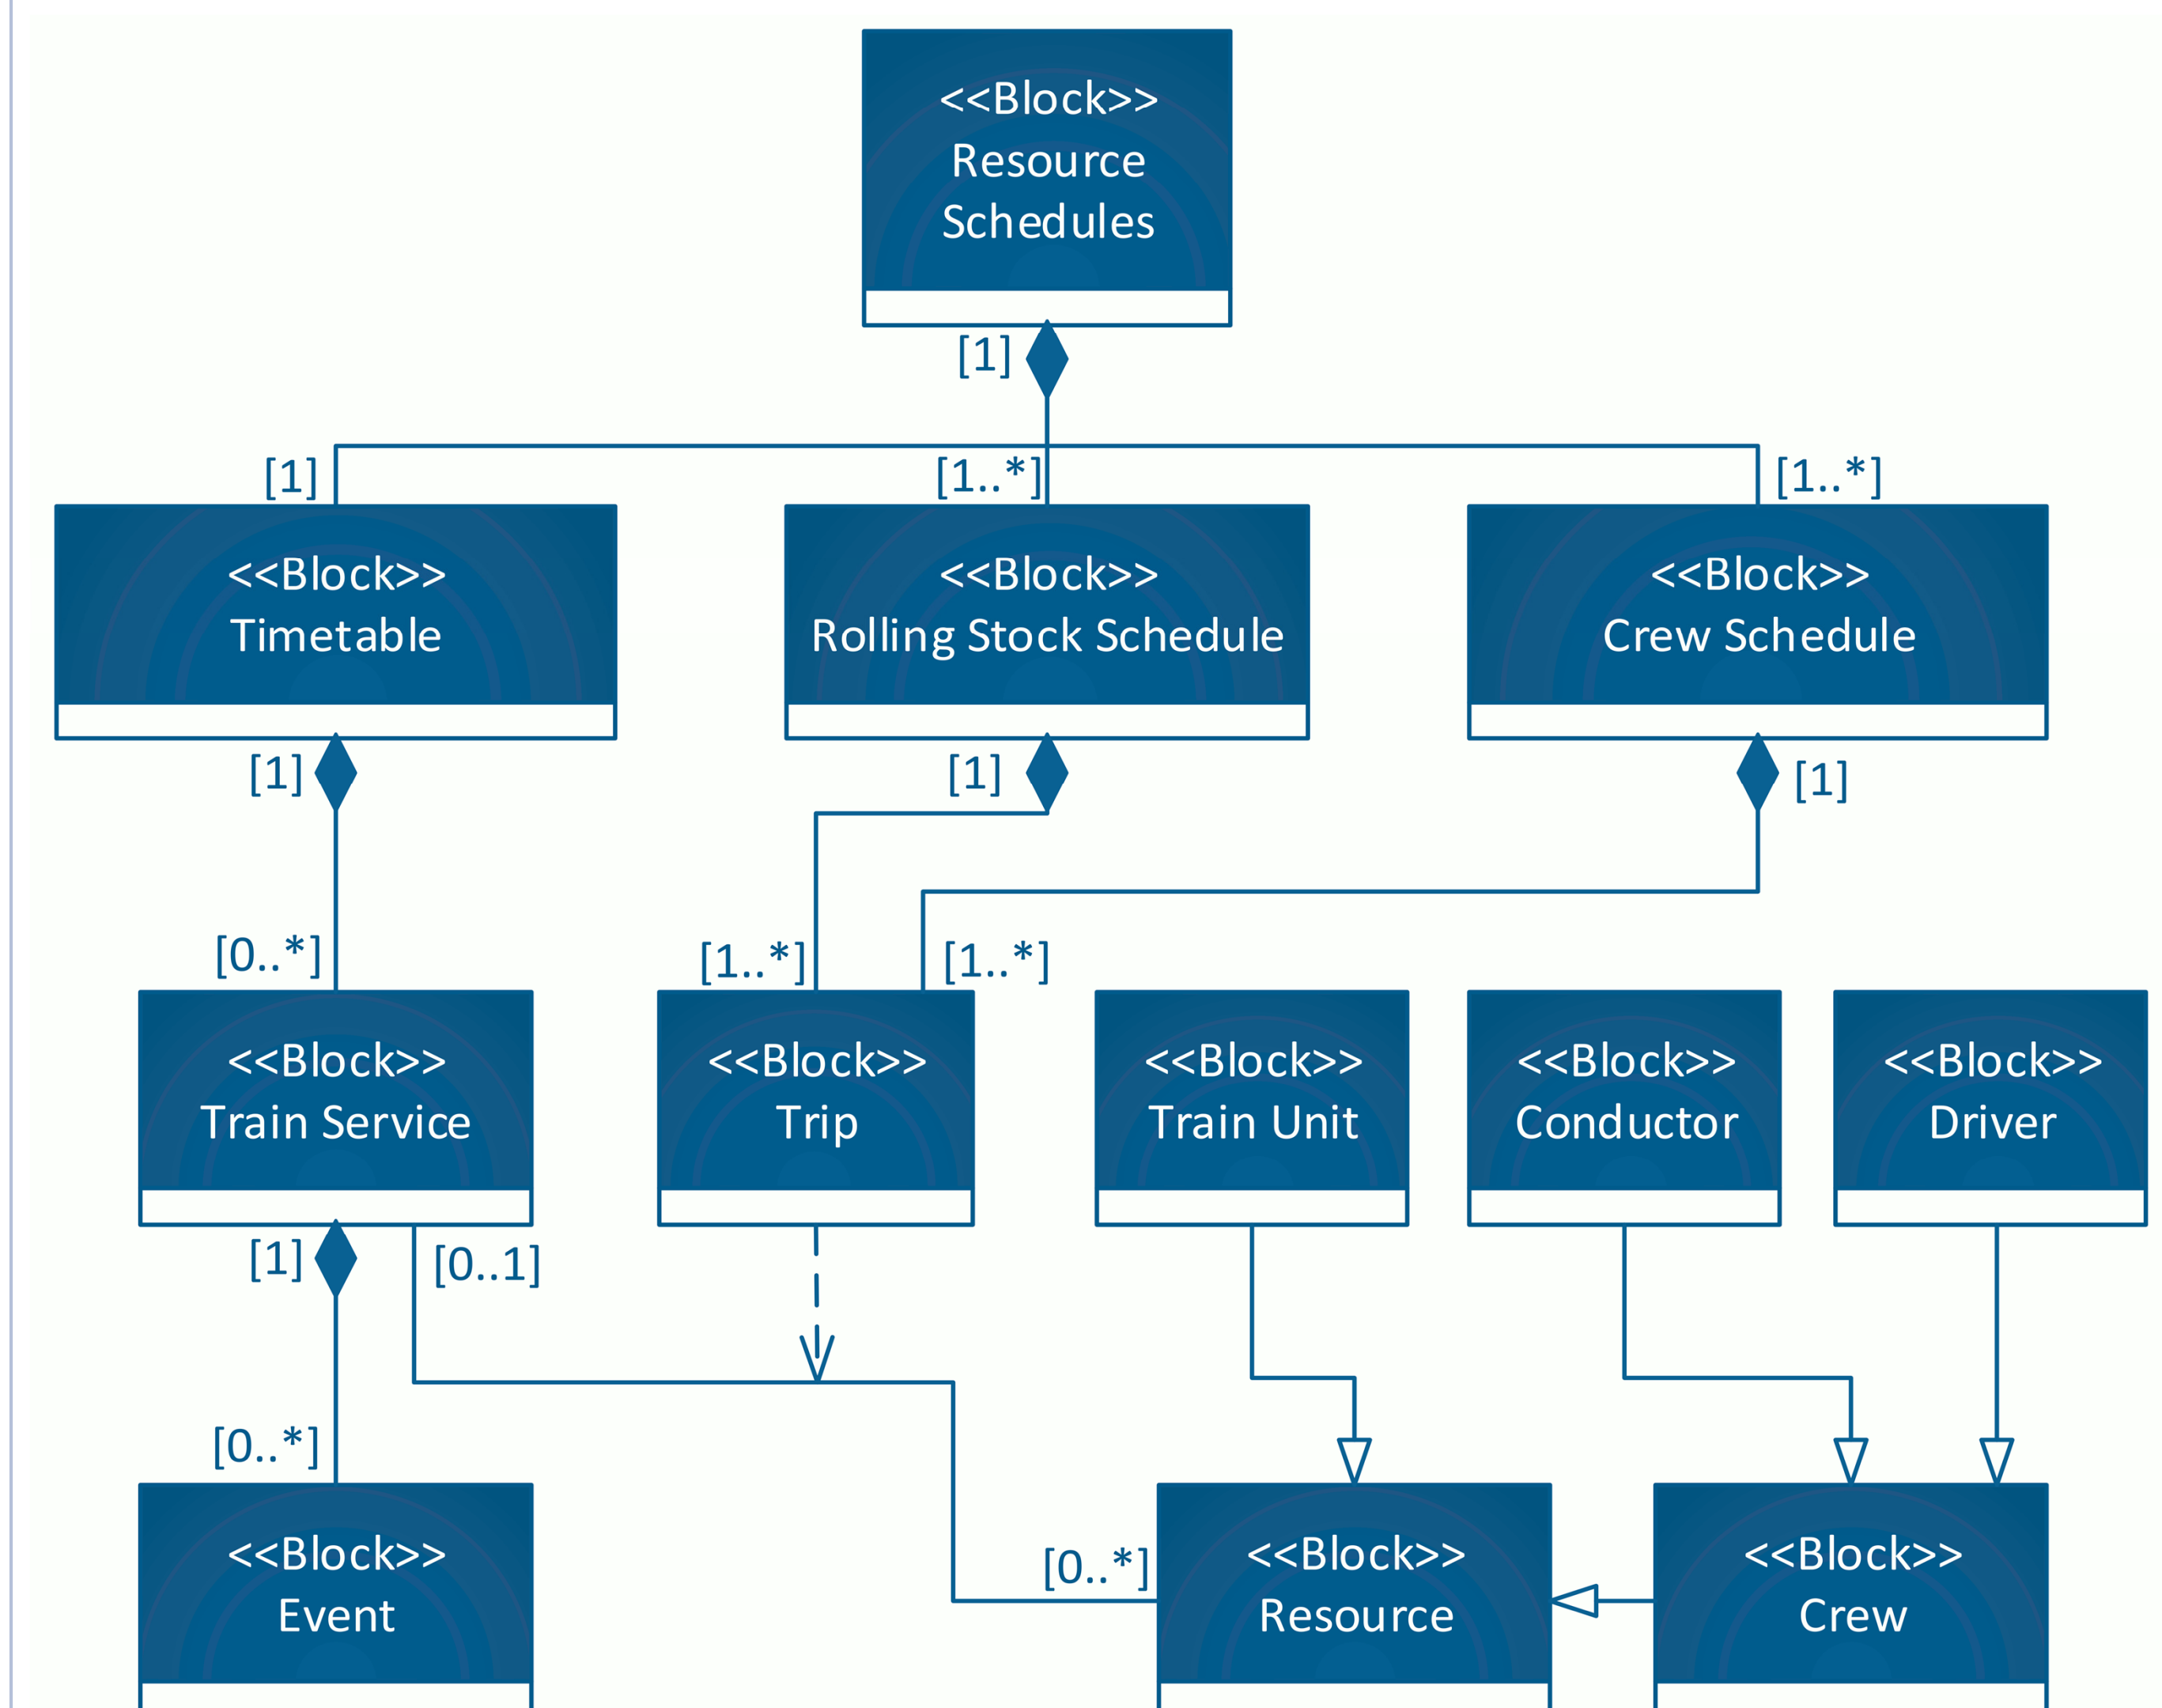 <<Block>>
Resource
Schedules
[1]
[1]
[1..*]
[1..*]
<<Block>>
Timetable
<<Block>>
Rolling Stock Schedule
<<Block>>
Crew Schedule
[1]
[1]
[1]
[0..*]
[1..*]
[1..*]
<<Block>>
Train Service
<<Block>>
Trip
<<Block>>
Train Unit
<<Block>>
Conductor
<<Block>>
Driver
[1]
[0..1]
[0..*]
[0..*]
<<Block>>
Event
<<Block>>
Resource
<<Block>>
Crew